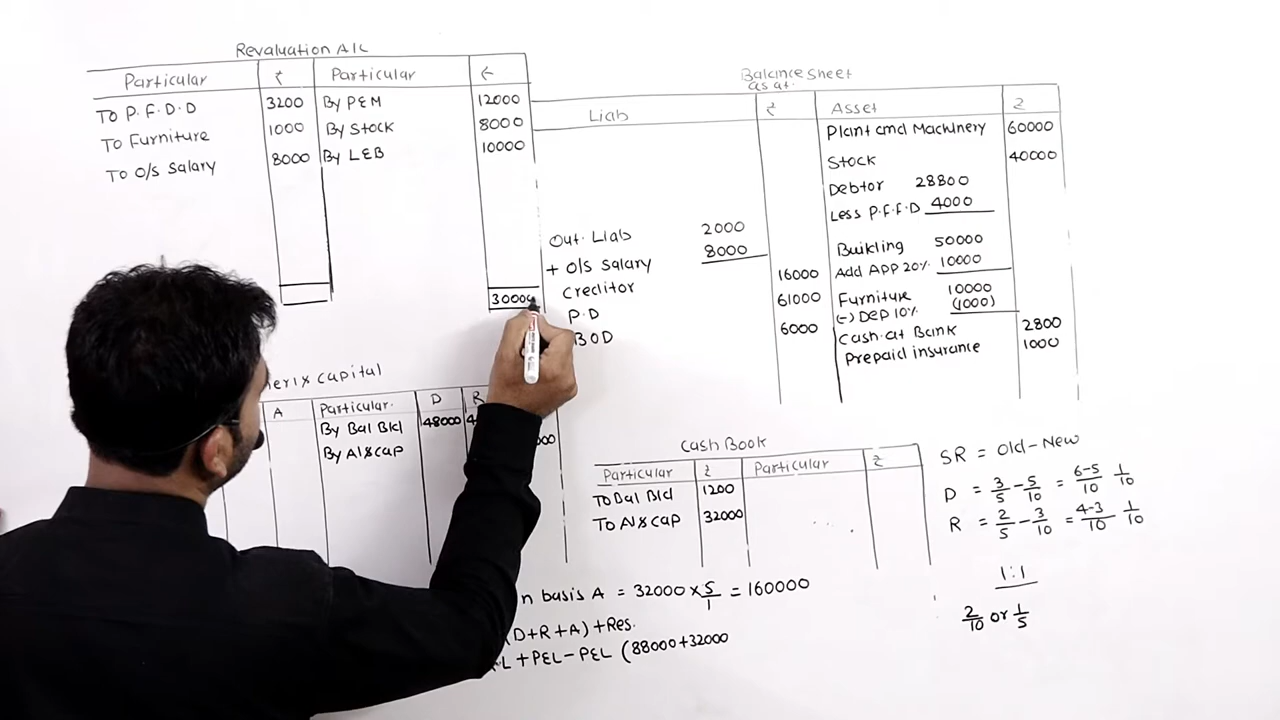 Revaluation A/C
Particular ₹ Particular ₹
To P.F.D.D 3200 By P&M 12000
To Furniture 1000 By Stock 8000
To O/S Salary 8000 By L&B 10000
30000
Balance Sheet
as at.
Liab ₹ Asset ₹
Plant and Machinery 60000
Stock 40000
Debtor 28800
Less P.F.F.D 4000
Out. Liab 2000
+ O/S Salary 8000
16000
Creditor 61000
P.D 6000
BOD
Building 50000
Add App 20% 10000
Furniture 10000
(-) Dep 10% (1000)
Cash at Bank 2800
Prepaid insurance 1000
Capital
A Particular. D R
By Bal Bld 48000
By A/s Cap
Cash Book
Particular ₹ Particular ₹
To Bal Bld 1200
To A/s Cap 32000
SR = Old - New
D = 3/5 - 5/10 = 6-5/10 1/10
R = 2/5 - 3/10 = 4-3/10 1/10
1:1
2/10 or 1/5
n basis A = 32000 × 5/1 = 160000
(D+R+A) + Res.
L + P&L - P&L (88000+32000